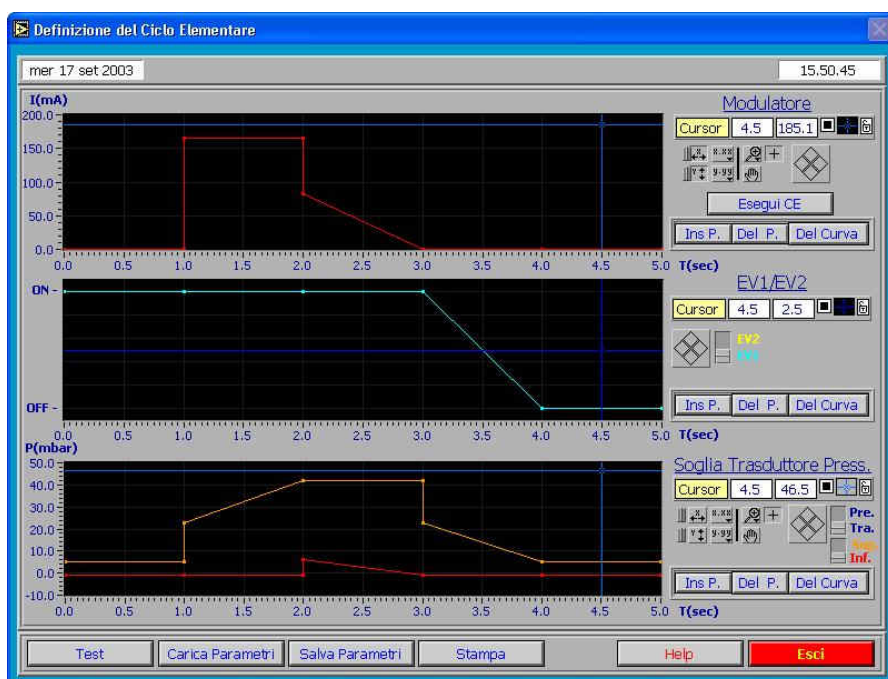 Definizione del Ciclo Elementare
mer 17 set 2003
15.50.45
I(mA)
200.0
150.0
100.0
50.0
0.0
0.0 0.5 1.0 1.5 2.0 2.5 3.0 3.5 4.0 4.5 5.0 T(sec)
Modulatore
Cursor 4.5 185.1
Esegui CE
Ins P. Del P. Del Curva
ON
OFF
0.0 0.5 1.0 1.5 2.0 2.5 3.0 3.5 4.0 4.5 5.0 T(sec)
EV1/EV2
Cursor 4.5 2.5
EV2
Ins P. Del P. Del Curva
P(mbar)
50.0
40.0
30.0
20.0
10.0
0.0
-10.0
0.0 0.5 1.0 1.5 2.0 2.5 3.0 3.5 4.0 4.5 5.0 T(sec)
Soglia Trasduttore Press.
Cursor 4.5 46.5
Pre.
Tra.
Inf.
Ins P. Del P. Del Curva
Test Carica Parametri Salva Parametri Stampa Help Esci